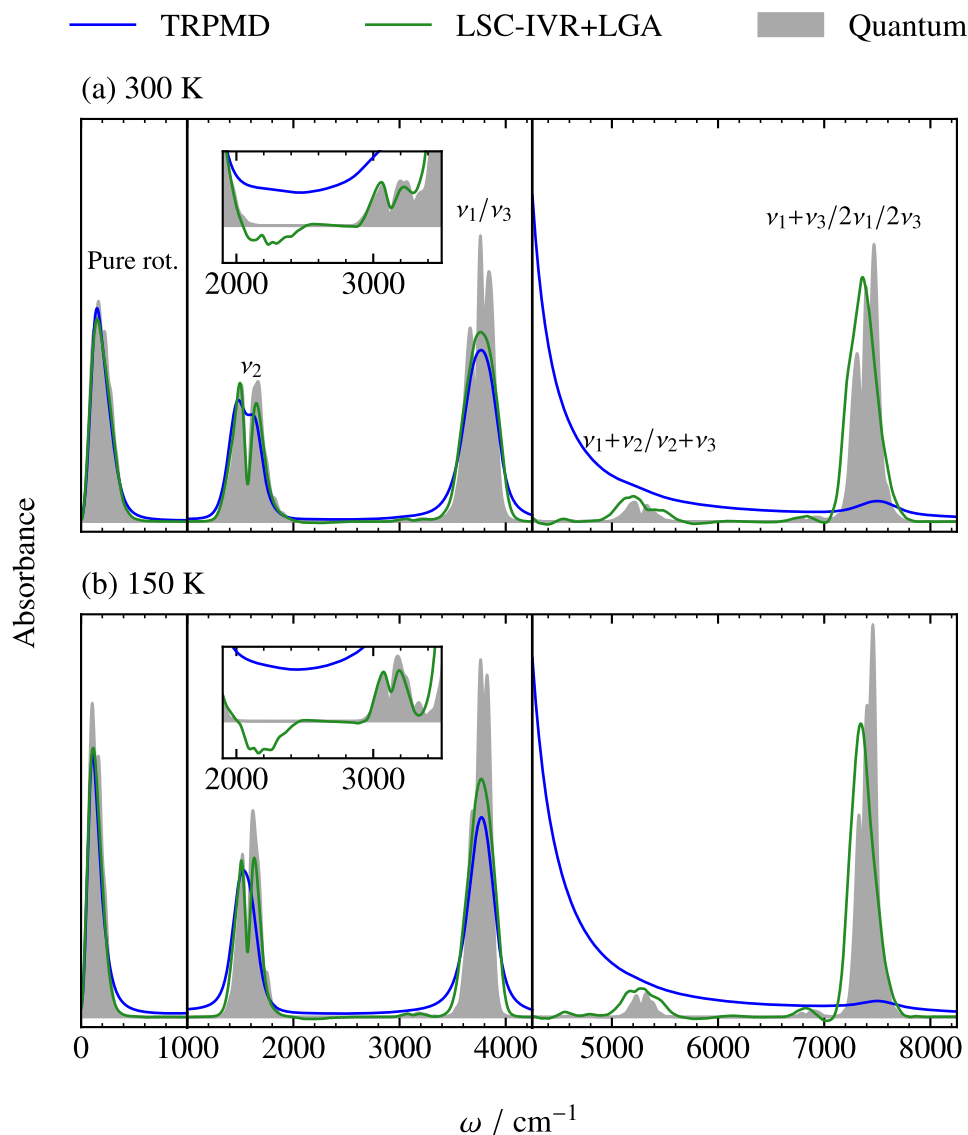 TRPMD LSC-IVR+LGA Quantum
(a) 300 K
Pure rot.
ν₂
ν₁/ν₃
ν₁+ν₂/ν₂+ν₃
ν₁+ν₃/2ν₁/2ν₃
2000 3000
Absorbance
(b) 150 K
2000 3000
0 1000 2000 3000 4000 5000 6000 7000 8000
ω / cm⁻¹